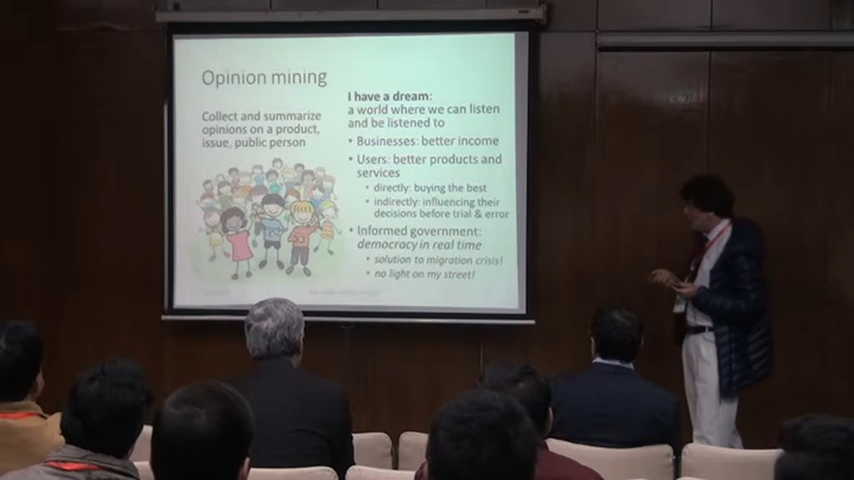 Opinion mining
Collect and summarize
opinions on a product,
issue, public person
I have a dream:
a world where we can listen
and be listened to
• Businesses: better income
• Users: better products and
services
• directly: buying the best
• indirectly: influencing their
decisions before trial & error
• Informed government:
democracy in real time
• solution to migration crisis!
• no light on my street!